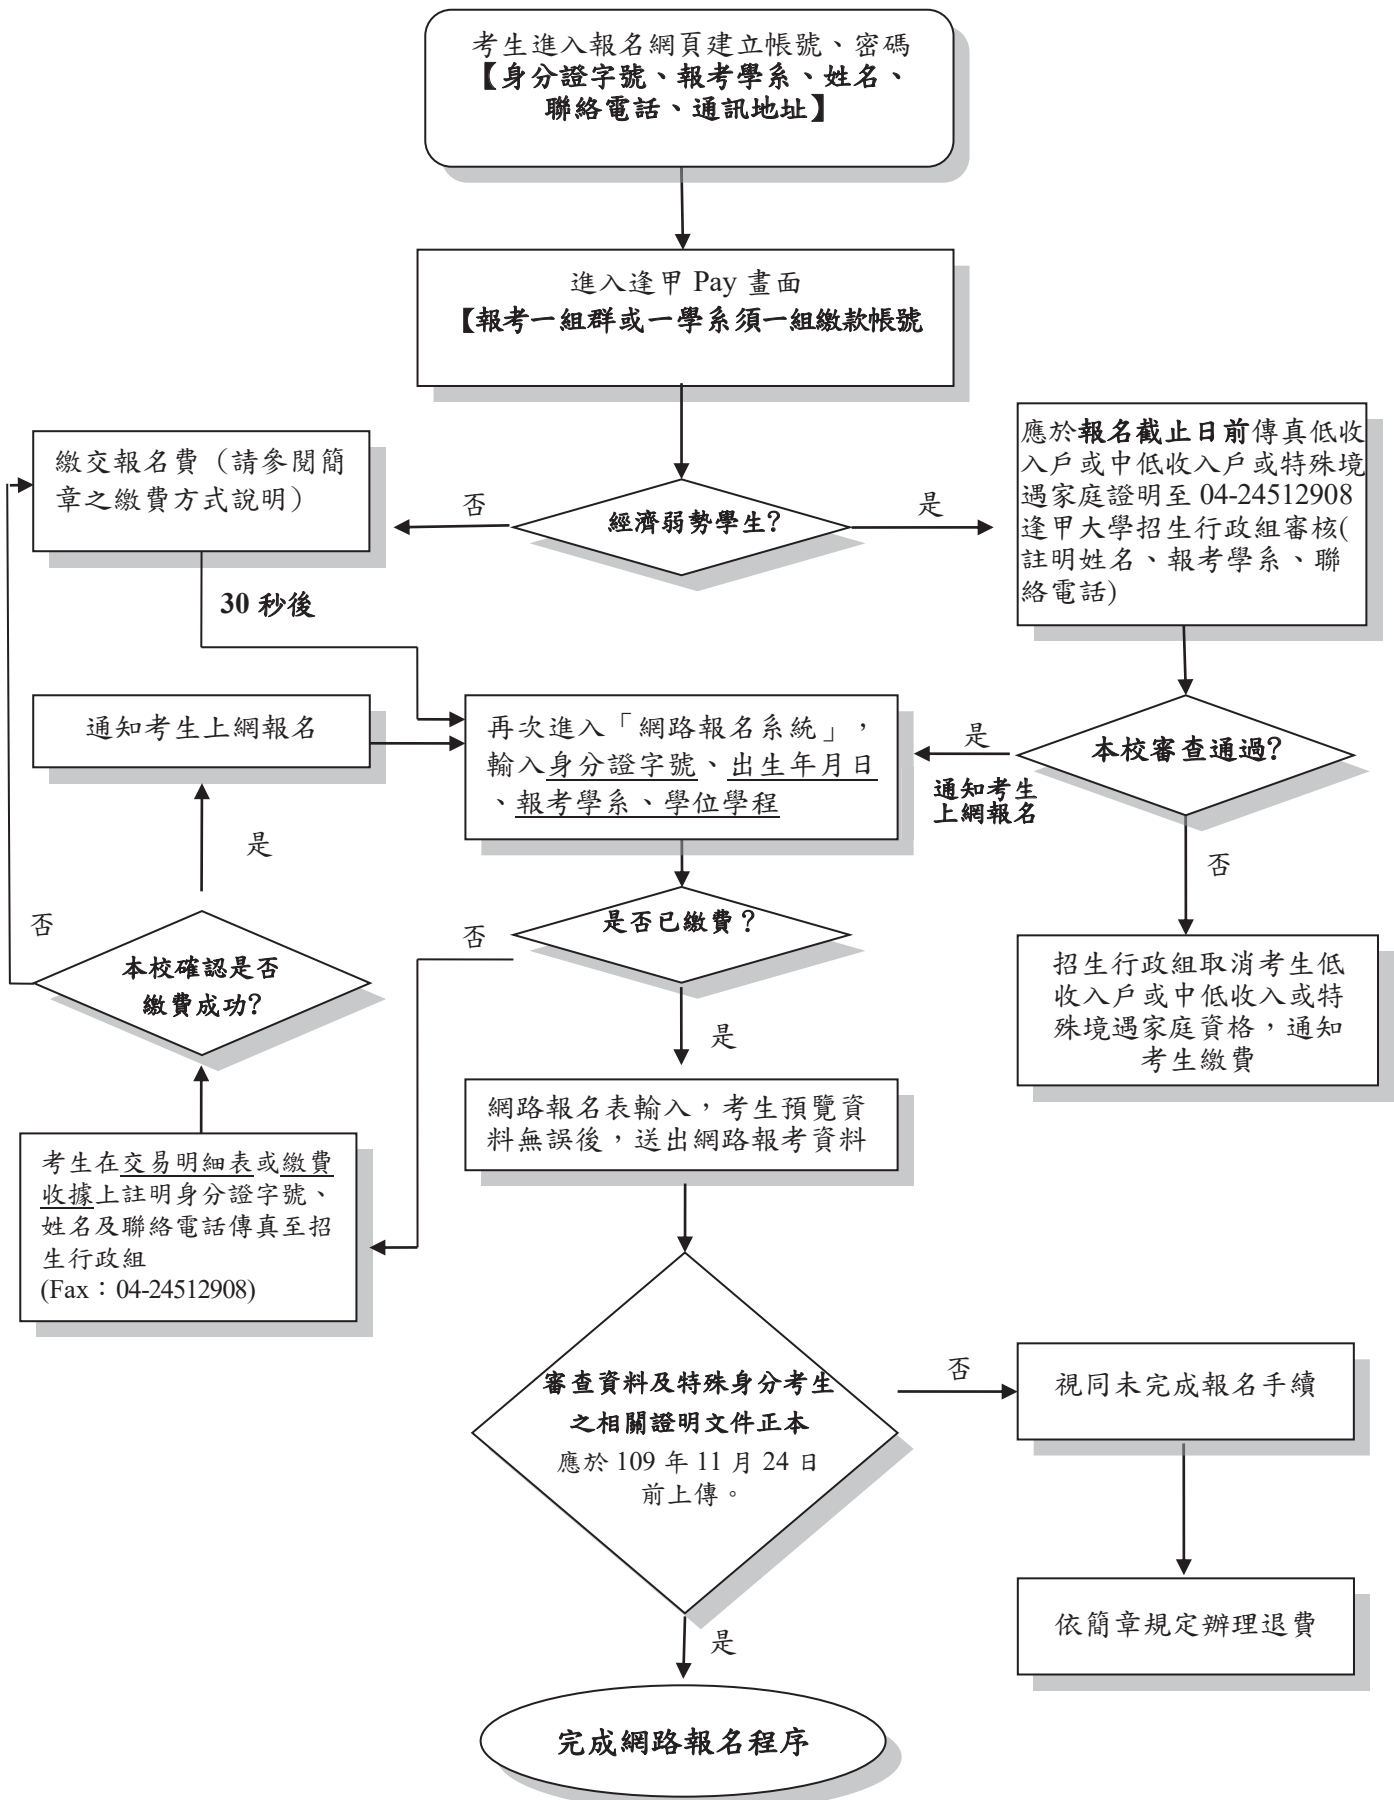 考生進入報名網頁建立帳號、密碼
【身分證字號、報考學系、姓名、
聯絡電話、通訊地址】
進入逢甲 Pay 畫面
【報考一組群或一學系須一組繳款帳號
繳交報名費（請參閱簡
章之繳費方式說明）
否
經濟弱勢學生?
是
應於報名截止日前傳真低收
入戶或中低收入戶或特殊境
遇家庭證明至 04-24512908
逢甲大學招生行政組審核(
註明姓名、報考學系、聯
絡電話)
30 秒後
通知考生上網報名
再次進入「網路報名系統」，
輸入身分證字號、出生年月日
、報考學系、學位學程
是
通知考生
上網報名
本校審查通過?
是
否
否
本校確認是否
繳費成功?
否
是否已繳費？
是
招生行政組取消考生低
收入戶或中低收入或特
殊境遇家庭資格，通知
考生繳費
網路報名表輸入，考生預覽資
料無誤後，送出網路報考資料
考生在交易明細表或繳費
收據上註明身分證字號、
姓名及聯絡電話傳真至招
生行政組
(Fax：04-24512908)
審查資料及特殊身分考生
之相關證明文件正本
應於 109 年 11 月 24 日
前上傳。
否
視同未完成報名手續
依簡章規定辦理退費
是
完成網路報名程序